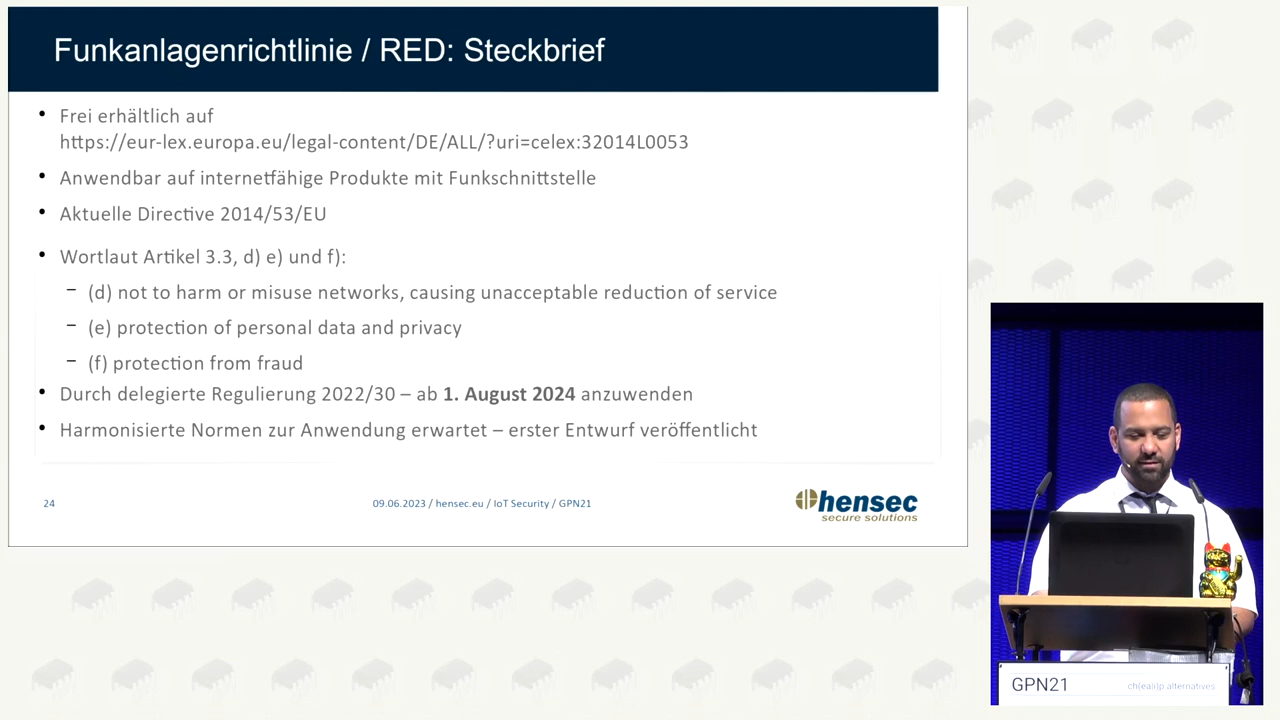 Funkanlagenrichtlinie / RED: Steckbrief
• Frei erhältlich auf
https://eur-lex.europa.eu/legal-content/DE/ALL/?uri=celex:32014L0053
• Anwendbar auf internetfähige Produkte mit Funkschnittstelle
• Aktuelle Directive 2014/53/EU
• Wortlaut Artikel 3.3, d) e) und f):
– (d) not to harm or misuse networks, causing unacceptable reduction of service
– (e) protection of personal data and privacy
– (f) protection from fraud
• Durch delegierte Regulierung 2022/30 – ab 1. August 2024 anzuwenden
• Harmonisierte Normen zur Anwendung erwartet – erster Entwurf veröffentlicht
24
09.06.2023 / hensec.eu / IoT Security / GPN21
hensec
secure solutions
GPN21
ch(ea)p alternatives